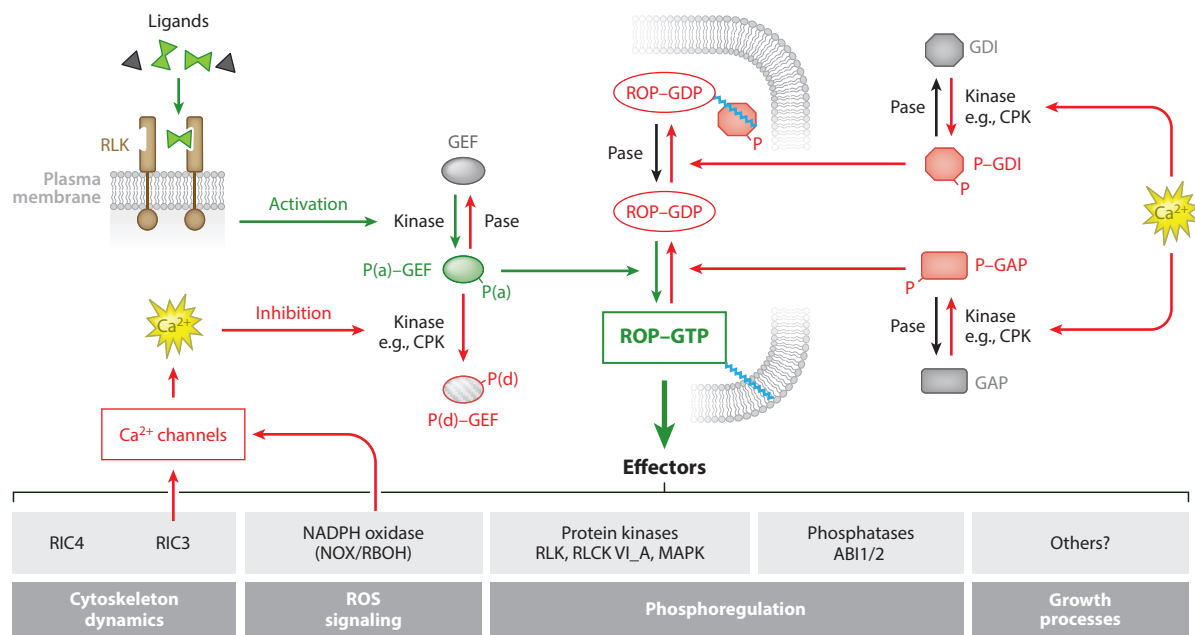 Ligands
RLK
Plasma
membrane
Activation
GEF
Kinase
Pase
P(a)–GEF
P(a)
Ca²⁺
Inhibition
Kinase
e.g., CPK
P(d)
P(d)–GEF
Ca²⁺ channels
ROP–GDP
P
Pase
ROP–GDP
ROP–GTP
Effectors
GDI
Pase
Kinase
e.g., CPK
P–GDI
P
Ca²⁺
P–GAP
P
Pase
Kinase
e.g., CPK
GAP
RIC4
RIC3
NADPH oxidase
(NOX/RBOH)
Protein kinases
RLK, RLCK VI_A, MAPK
Phosphatases
ABI1/2
Others?
Cytoskeleton
dynamics
ROS
signaling
Phosphoregulation
Growth
processes